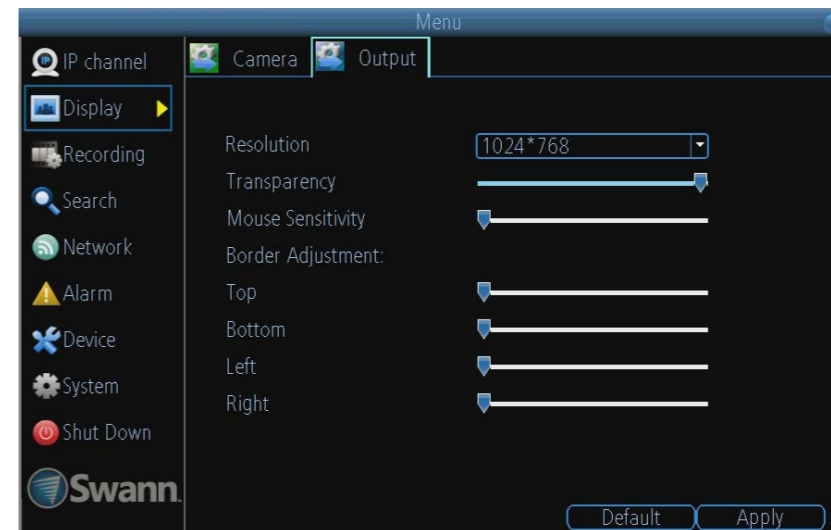 Menu
IP channel
Display
Recording
Search
Network
Alarm
Device
System
Shut Down
Swann
Camera
Output
Resolution
1024*768
Transparency
Mouse Sensitivity
Border Adjustment:
Top
Bottom
Left
Right
Default
Apply